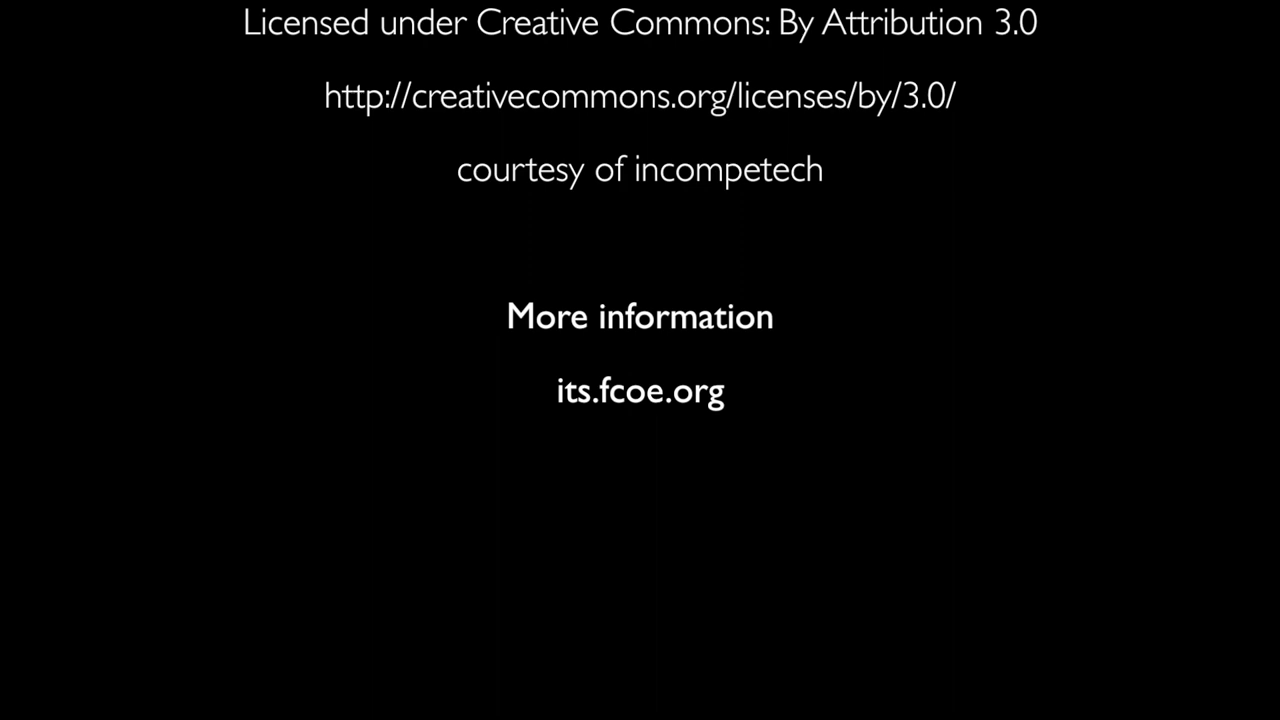 Licensed under Creative Commons: By Attribution 3.0
http://creativecommons.org/licenses/by/3.0/
courtesy of incompetech
More information
its.fcoe.org